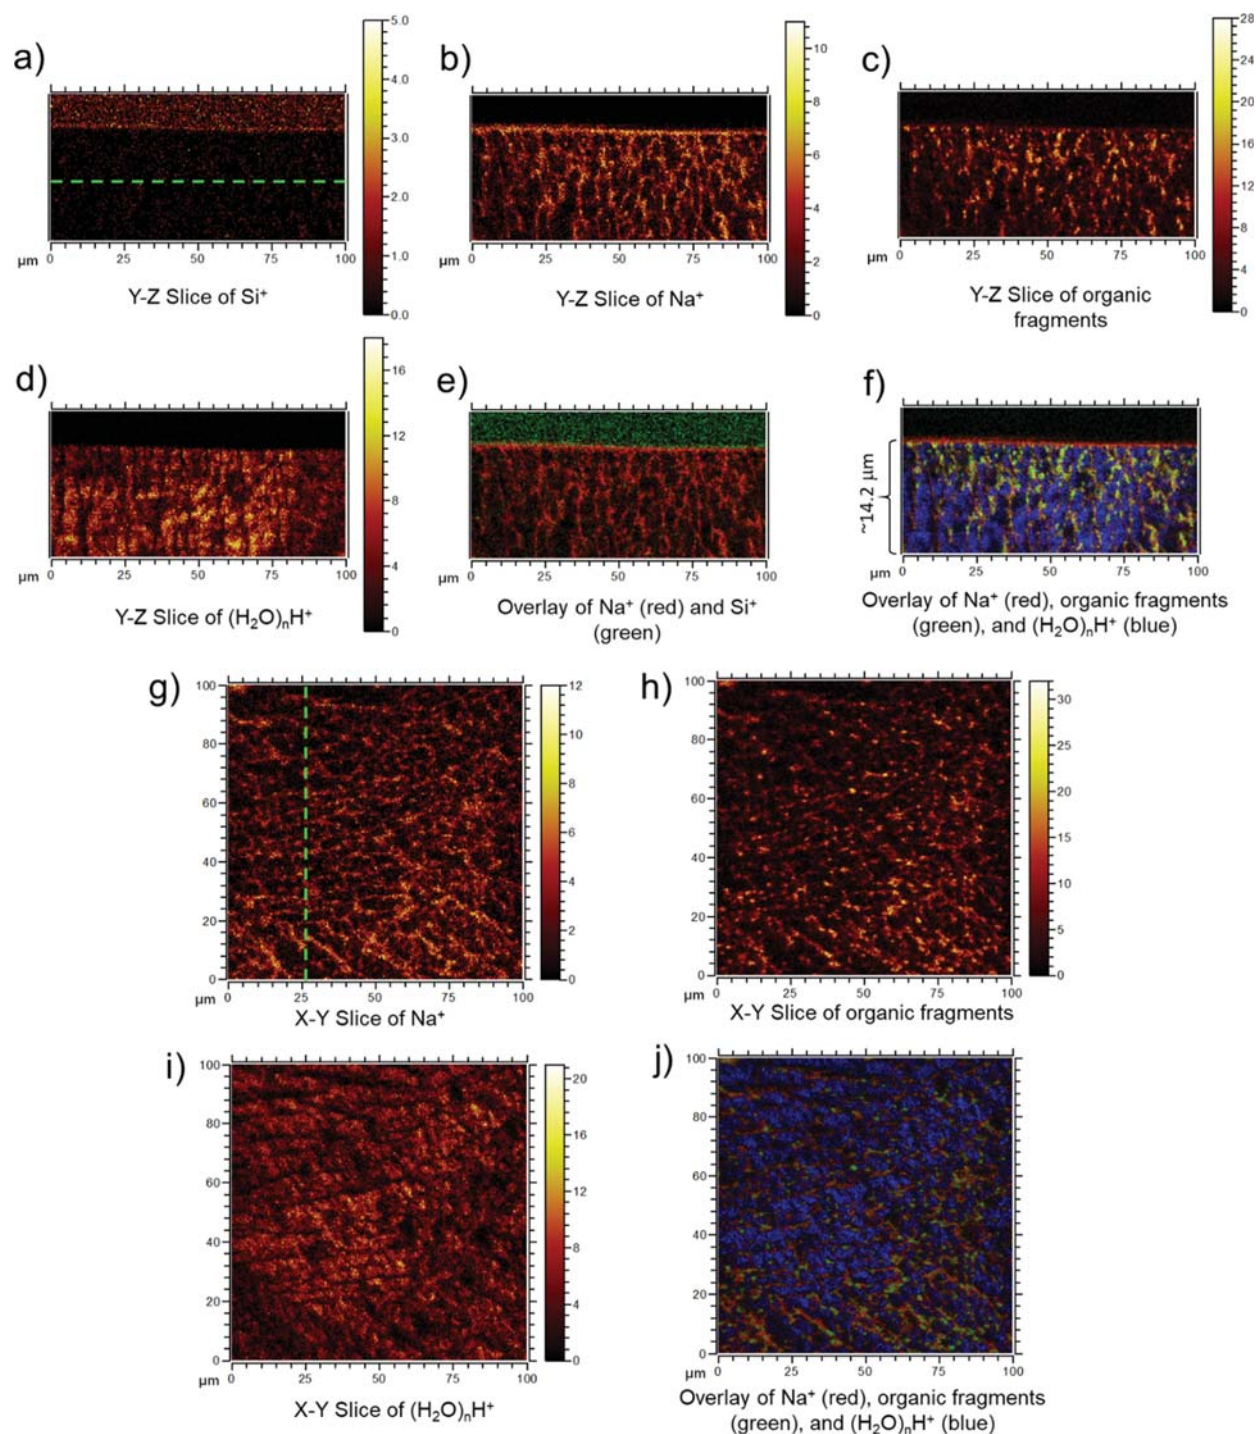 a)
5.0
4.0
3.0
2.0
1.0
0.0
µm 0 25 50 75 100
Y-Z Slice of Si⁺
b)
10
8
6
4
2
0
0 25 50 75 100
µm
Y-Z Slice of Na⁺
c)
28
24
20
16
12
8
4
0
0 25 50 75 100
µm
Y-Z Slice of organic
fragments
d)
16
12
8
4
0
0 25 50 75 100
µm
Y-Z Slice of (H₂O)ₙH⁺
e)
0 25 50 75 100
µm
Overlay of Na⁺ (red) and Si⁺
(green)
f)
~14.2 µm
0 25 50 75 100
µm
Overlay of Na⁺ (red), organic fragments
(green), and (H₂O)ₙH⁺ (blue)
g)
100
80
60
40
20
0
12
10
8
6
4
2
0
µm 0 25 50 75 100
X-Y Slice of Na⁺
h)
100
80
60
40
20
0
30
25
20
15
10
5
0
µm 0 25 50 75 100
X-Y Slice of organic fragments
i)
100
80
60
40
20
0
20
16
12
8
4
0
µm 0 25 50 75 100
X-Y Slice of (H₂O)ₙH⁺
j)
100
80
60
40
20
0
µm 0 25 50 75 100
Overlay of Na⁺ (red), organic fragments
(green), and (H₂O)ₙH⁺ (blue)